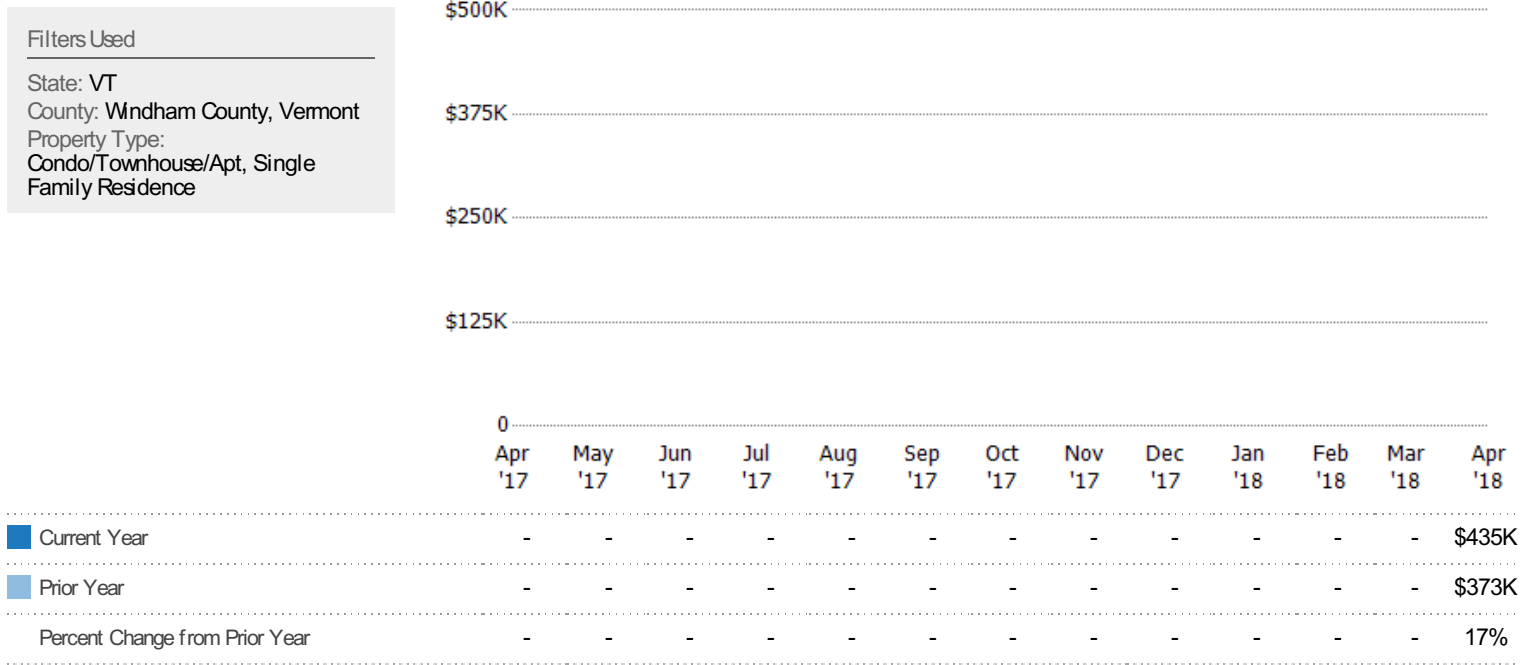 Filters Used
State: VT
County: Windham County, Vermont
Property Type:
Condo/Townhouse/Apt, Single
Family Residence
$500K
$375K
$250K
$125K
0
Apr May Jun Jul Aug Sep Oct Nov Dec Jan Feb Mar Apr
'17 '17 '17 '17 '17 '17 '17 '17 '17 '18 '18 '18 '18
Current Year - - - - - - - - - - - - $435K
Prior Year - - - - - - - - - - - - $373K
Percent Change from Prior Year - - - - - - - - - - - - 17%